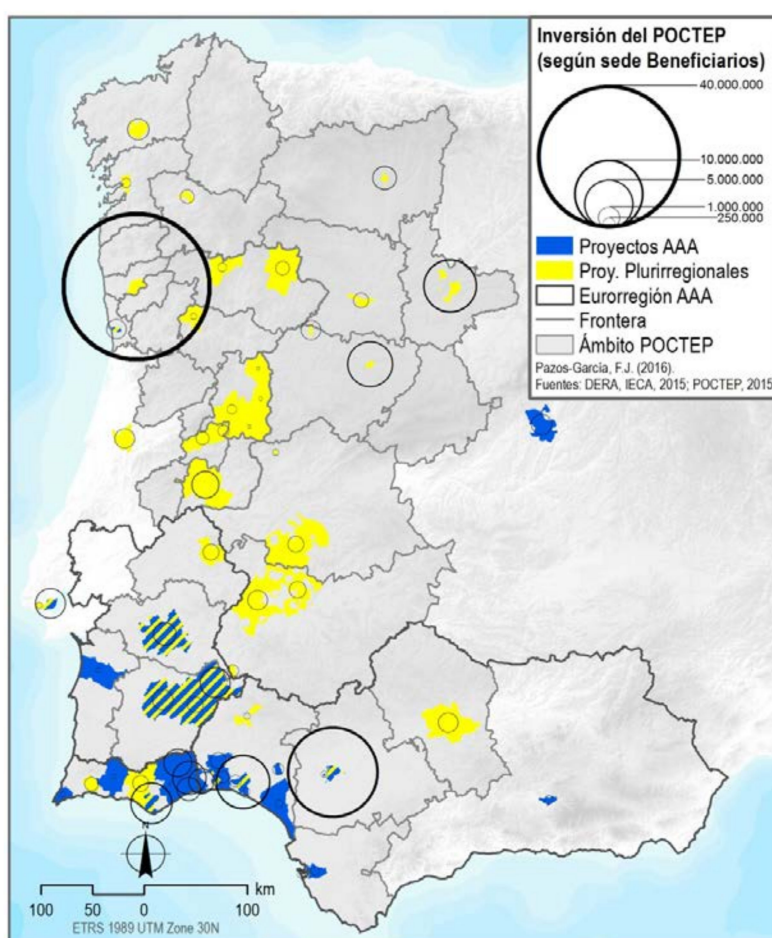 Inversión del POCTEP
(según sede Beneficiarios)
40.000.000
10.000.000
5.000.000
1.000.000
250.000
Proyectos AAA
Proy. Plurirregionales
Eurorregión AAA
Frontera
Ámbito POCTEP
Pazos-García, F.J. (2016).
Fuentes: DERA, IECA, 2015; POCTEP, 2015
N
km
100 50 0 100
ETRS 1989 UTM Zone 30N